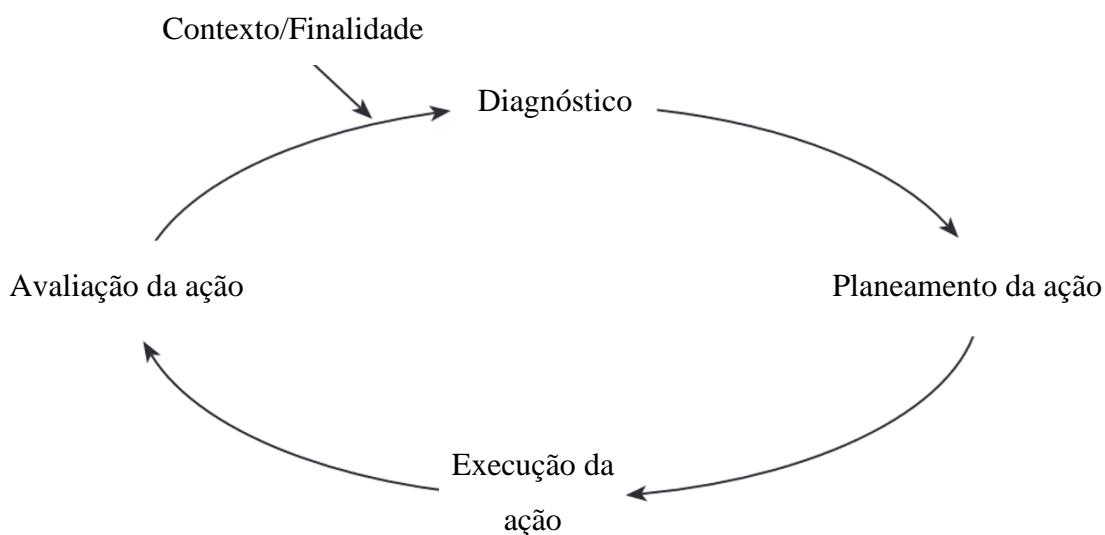 Contexto/Finalidade
Diagnóstico
Avaliação da ação
Planeamento da ação
Execução da
ação